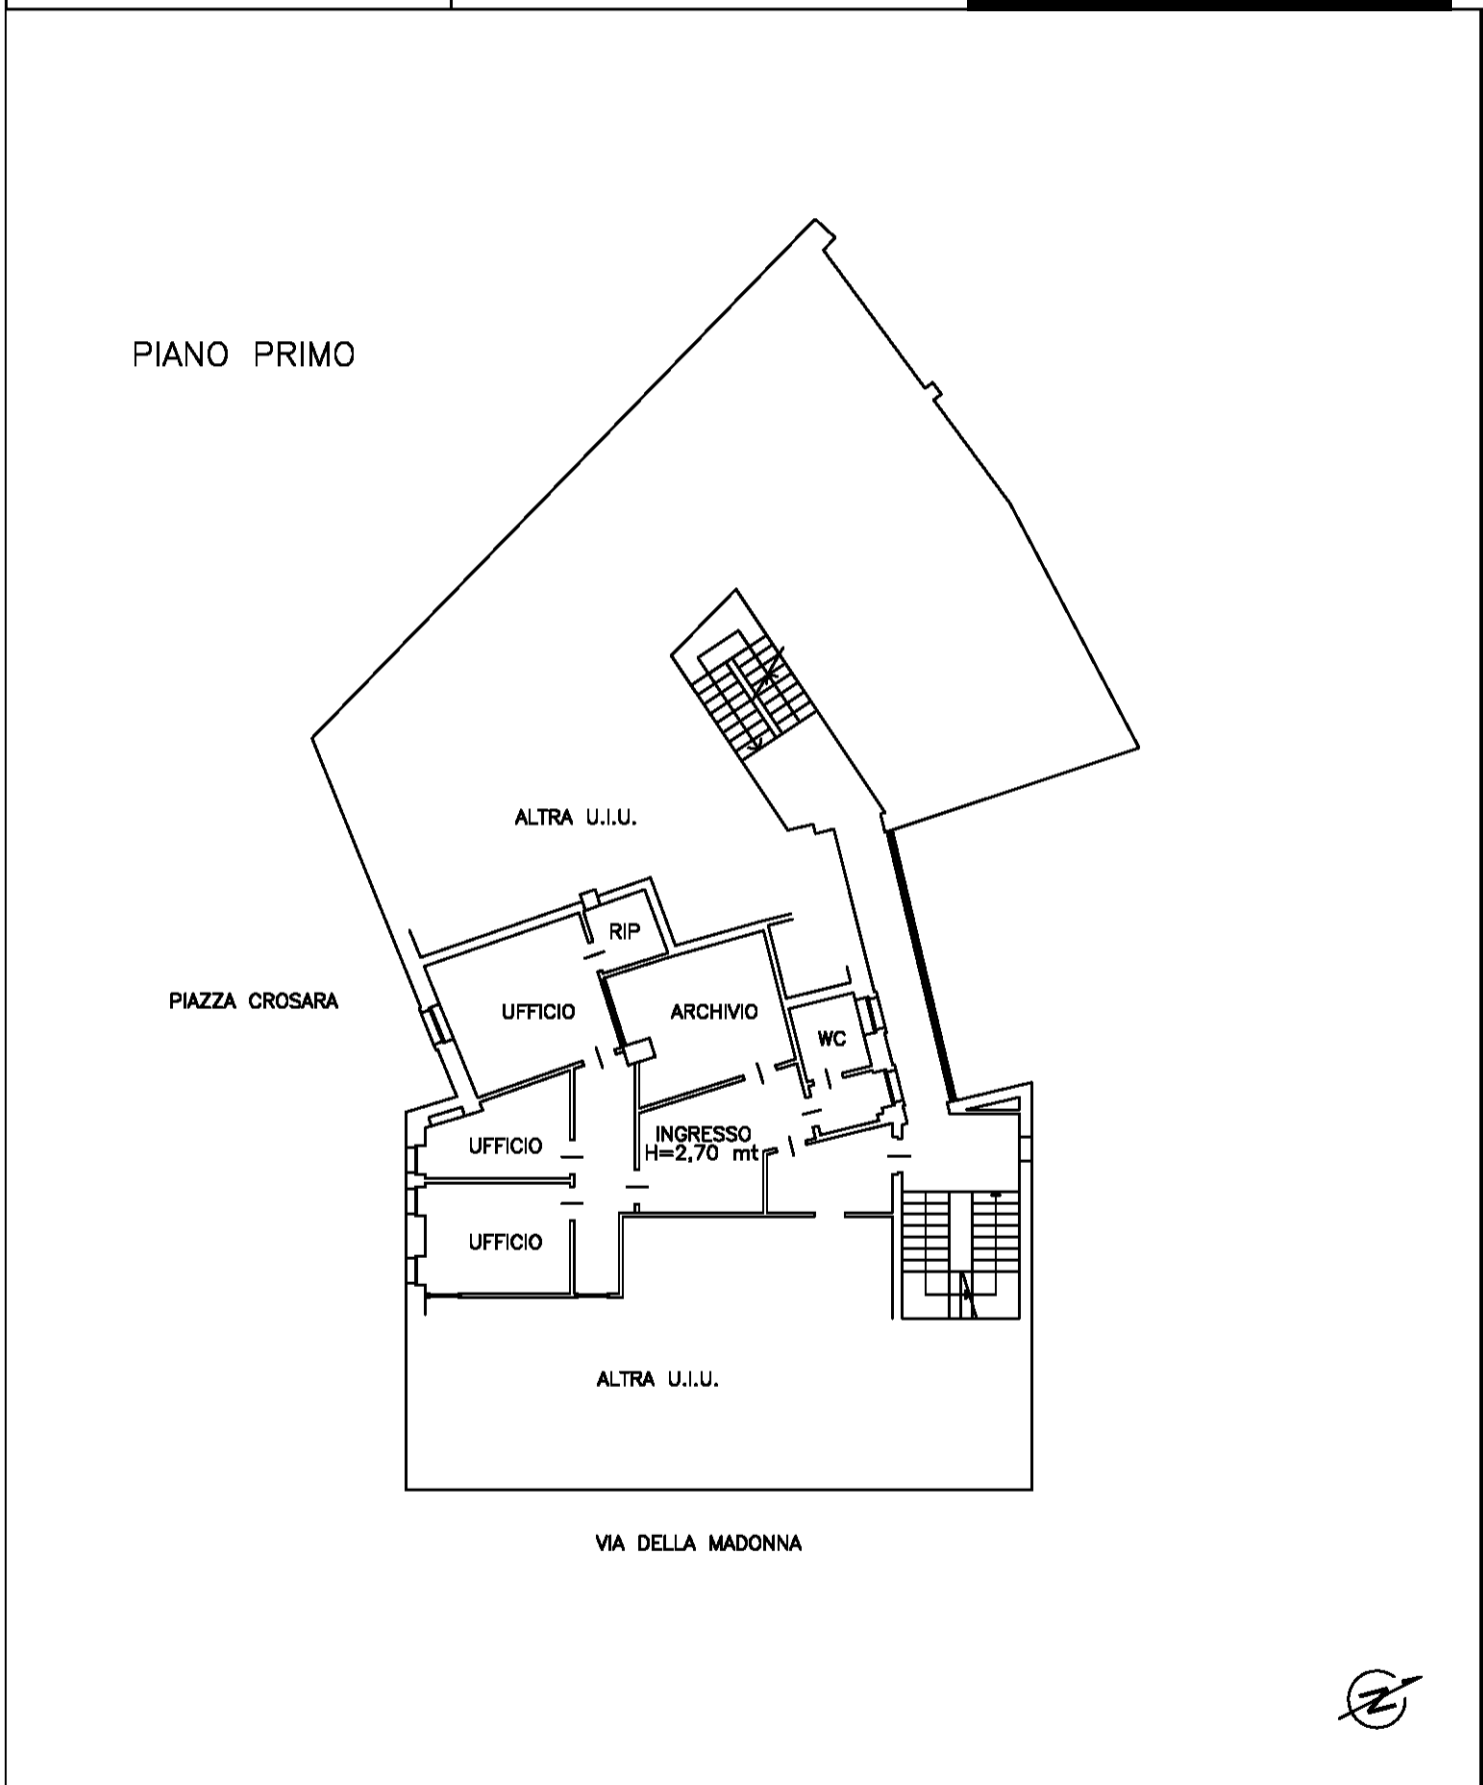 PIANO PRIMO
ALTRA U.I.U.
RIP
PIAZZA CROSARA
UFFICIO
ARCHIVIO
WC
UFFICIO
INGRESSO
H=2,70 mt
UFFICIO
ALTRA U.I.U.
VIA DELLA MADONNA
N